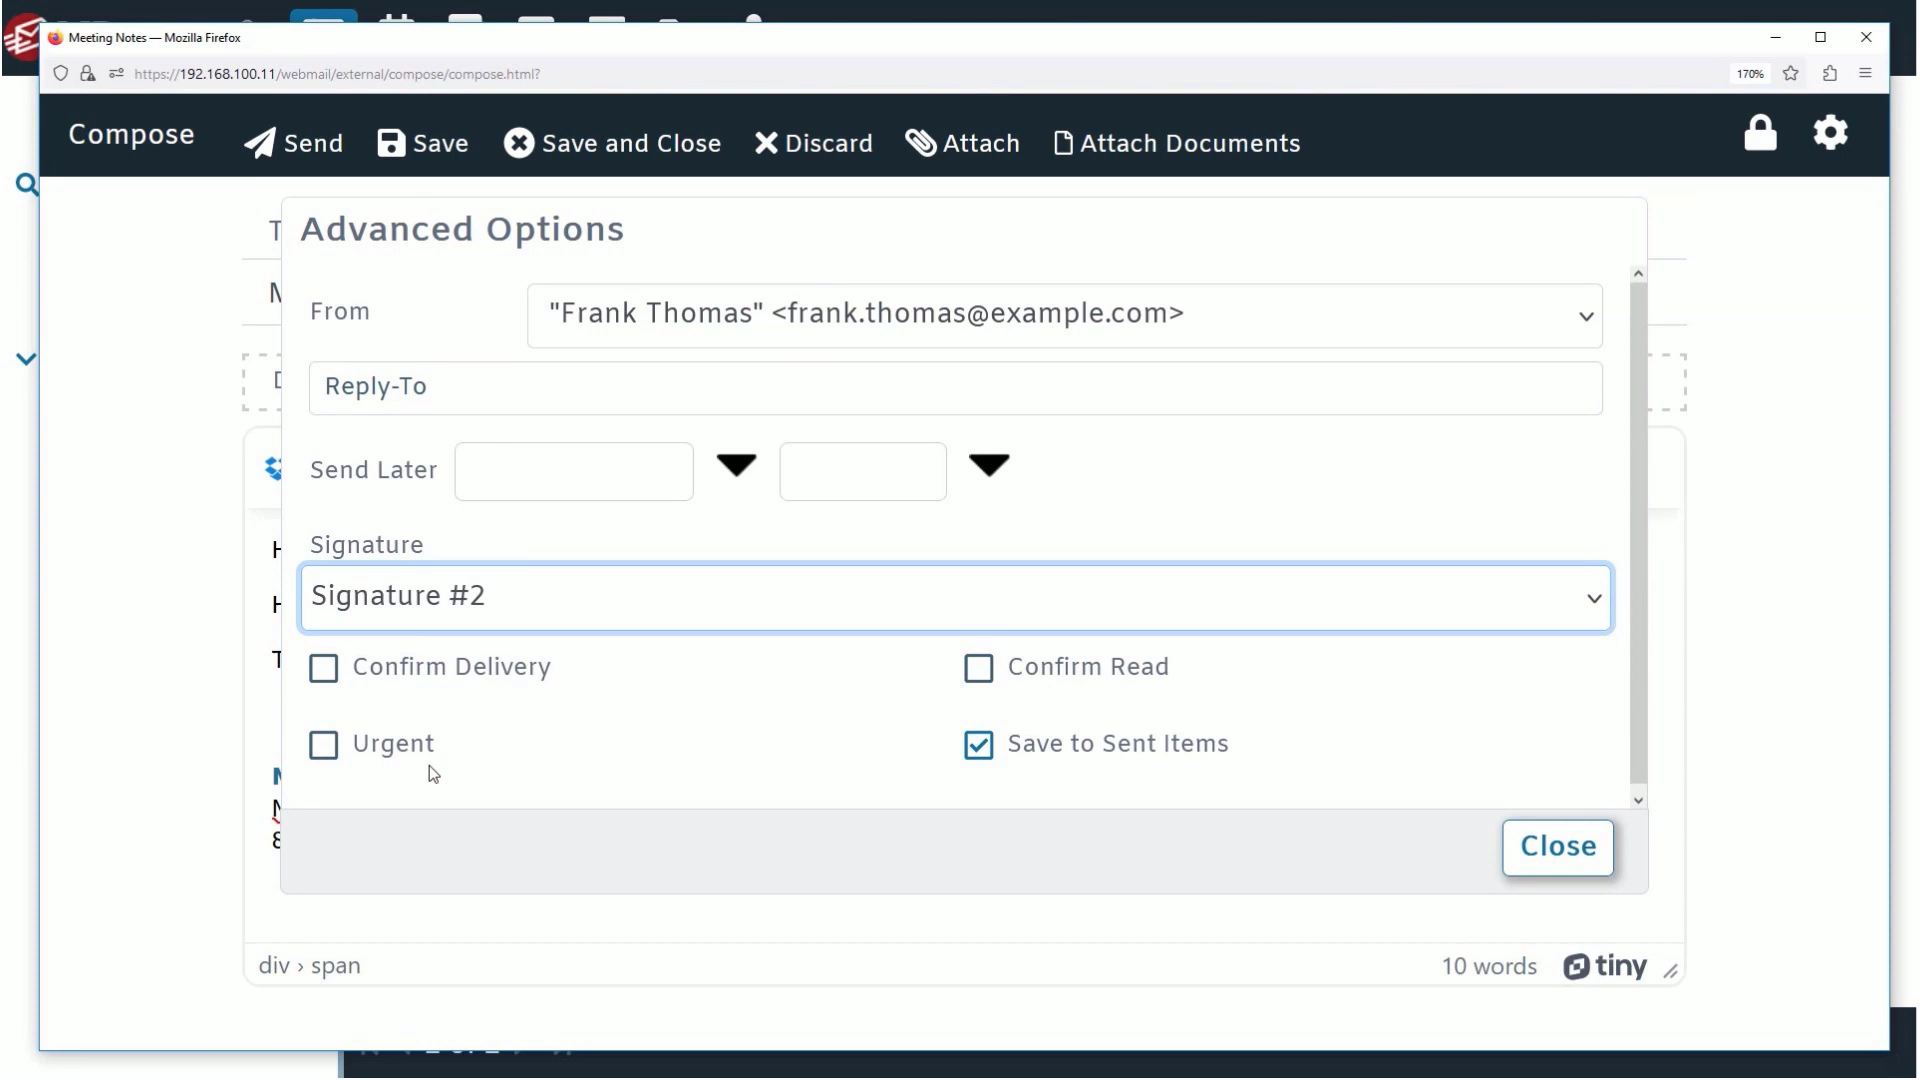 Meeting Notes — Mozilla Firefox
https://192.168.100.11/webmail/external/compose/compose.html?
170%
Compose
Send
Save
Save and Close
Discard
Attach
Attach Documents
Advanced Options
From
"Frank Thomas" <frank.thomas@example.com>
Reply-To
Send Later
Signature
Signature #2
Confirm Delivery
Confirm Read
Urgent
Save to Sent Items
Close
div › span
10 words
tiny